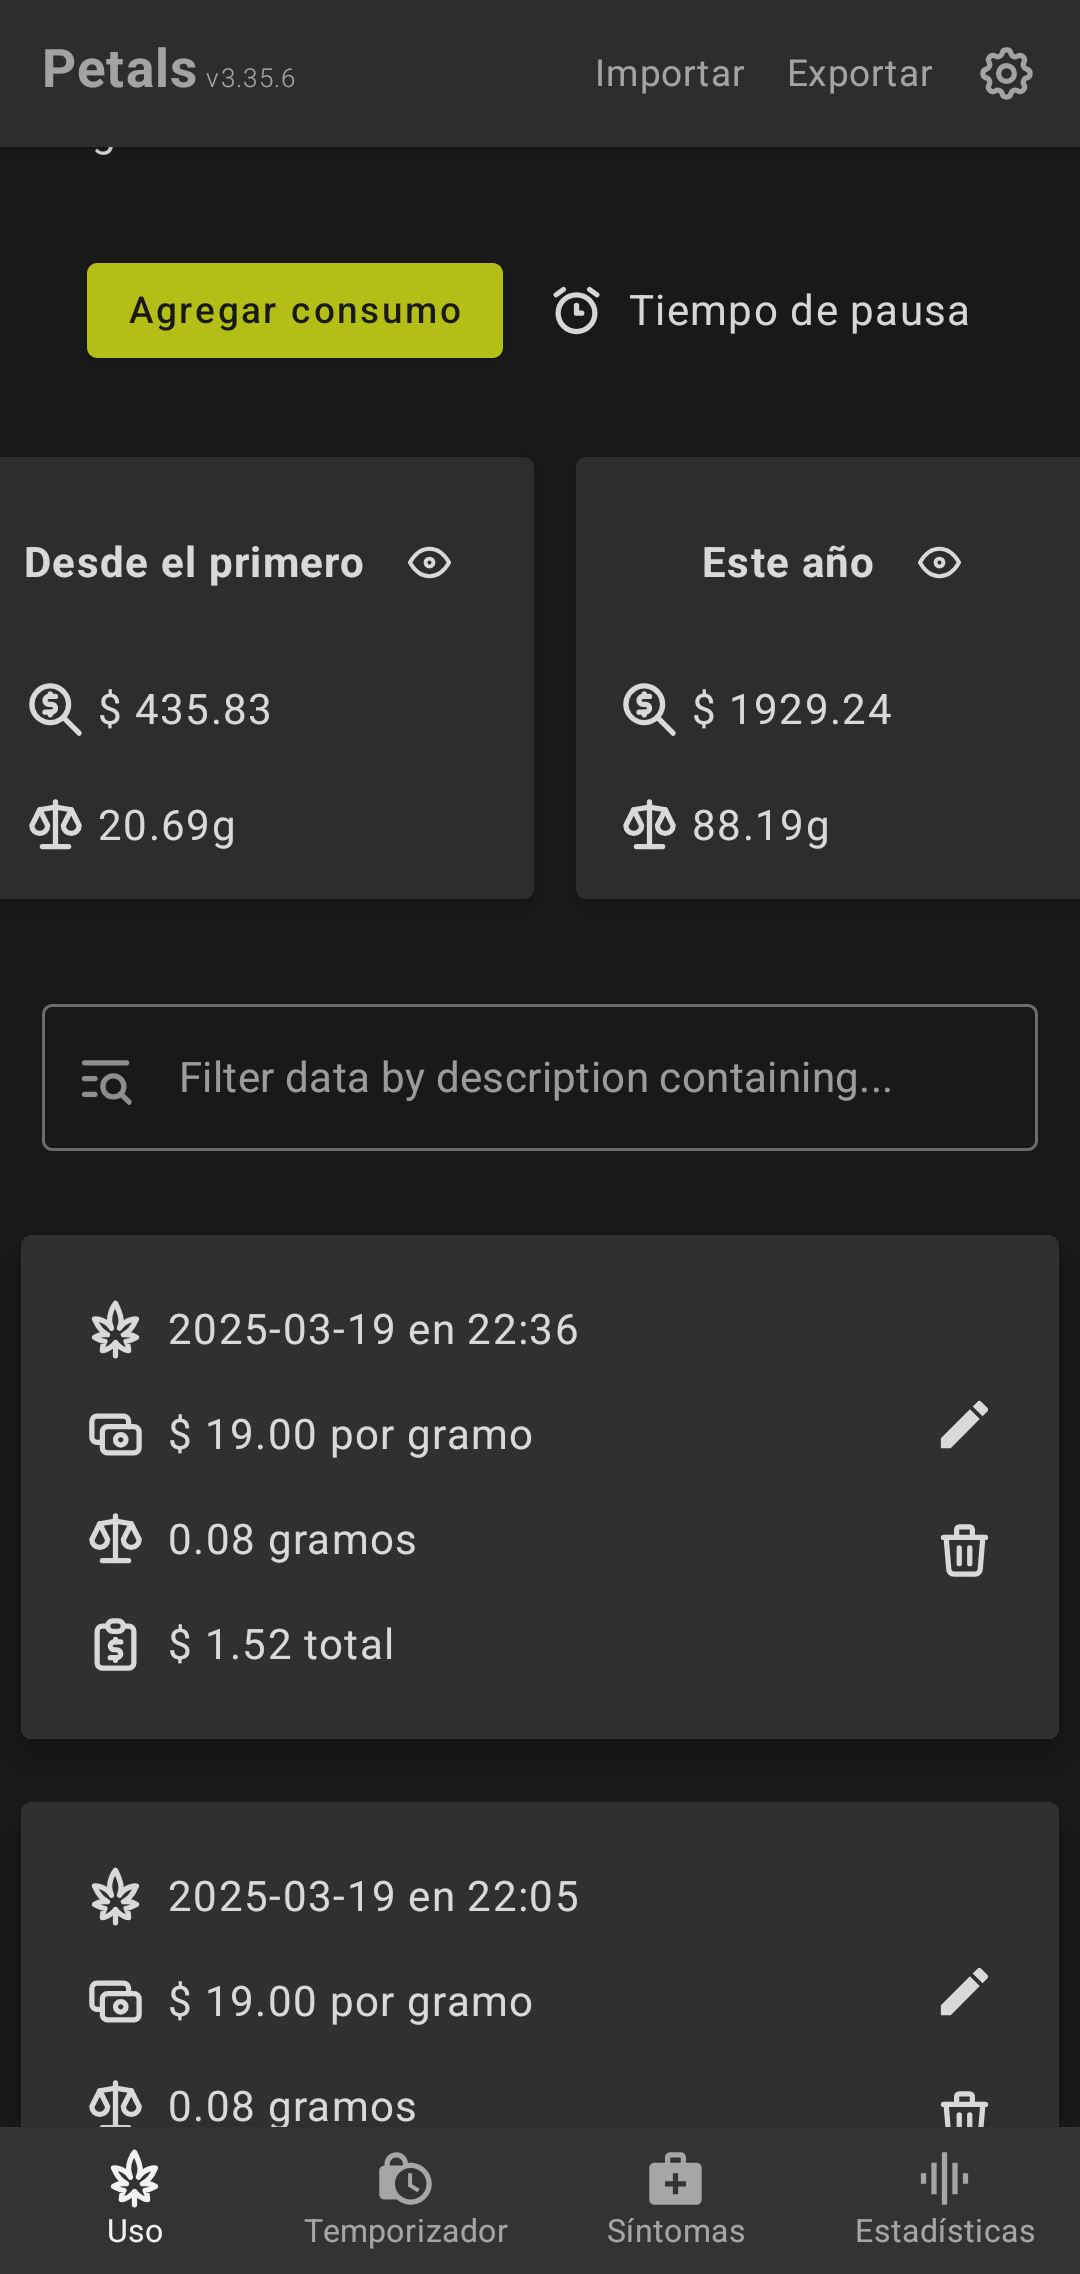 Petals v3.35.6 Importar Exportar
Agregar consumo Tiempo de pausa
Desde el primero Este año
$ 435.83 $ 1929.24
20.69g 88.19g
Filter data by description containing...
2025-03-19 en 22:36
$ 19.00 por gramo
0.08 gramos
$ 1.52 total
2025-03-19 en 22:05
$ 19.00 por gramo
0.08 gramos
Uso Temporizador Síntomas Estadísticas